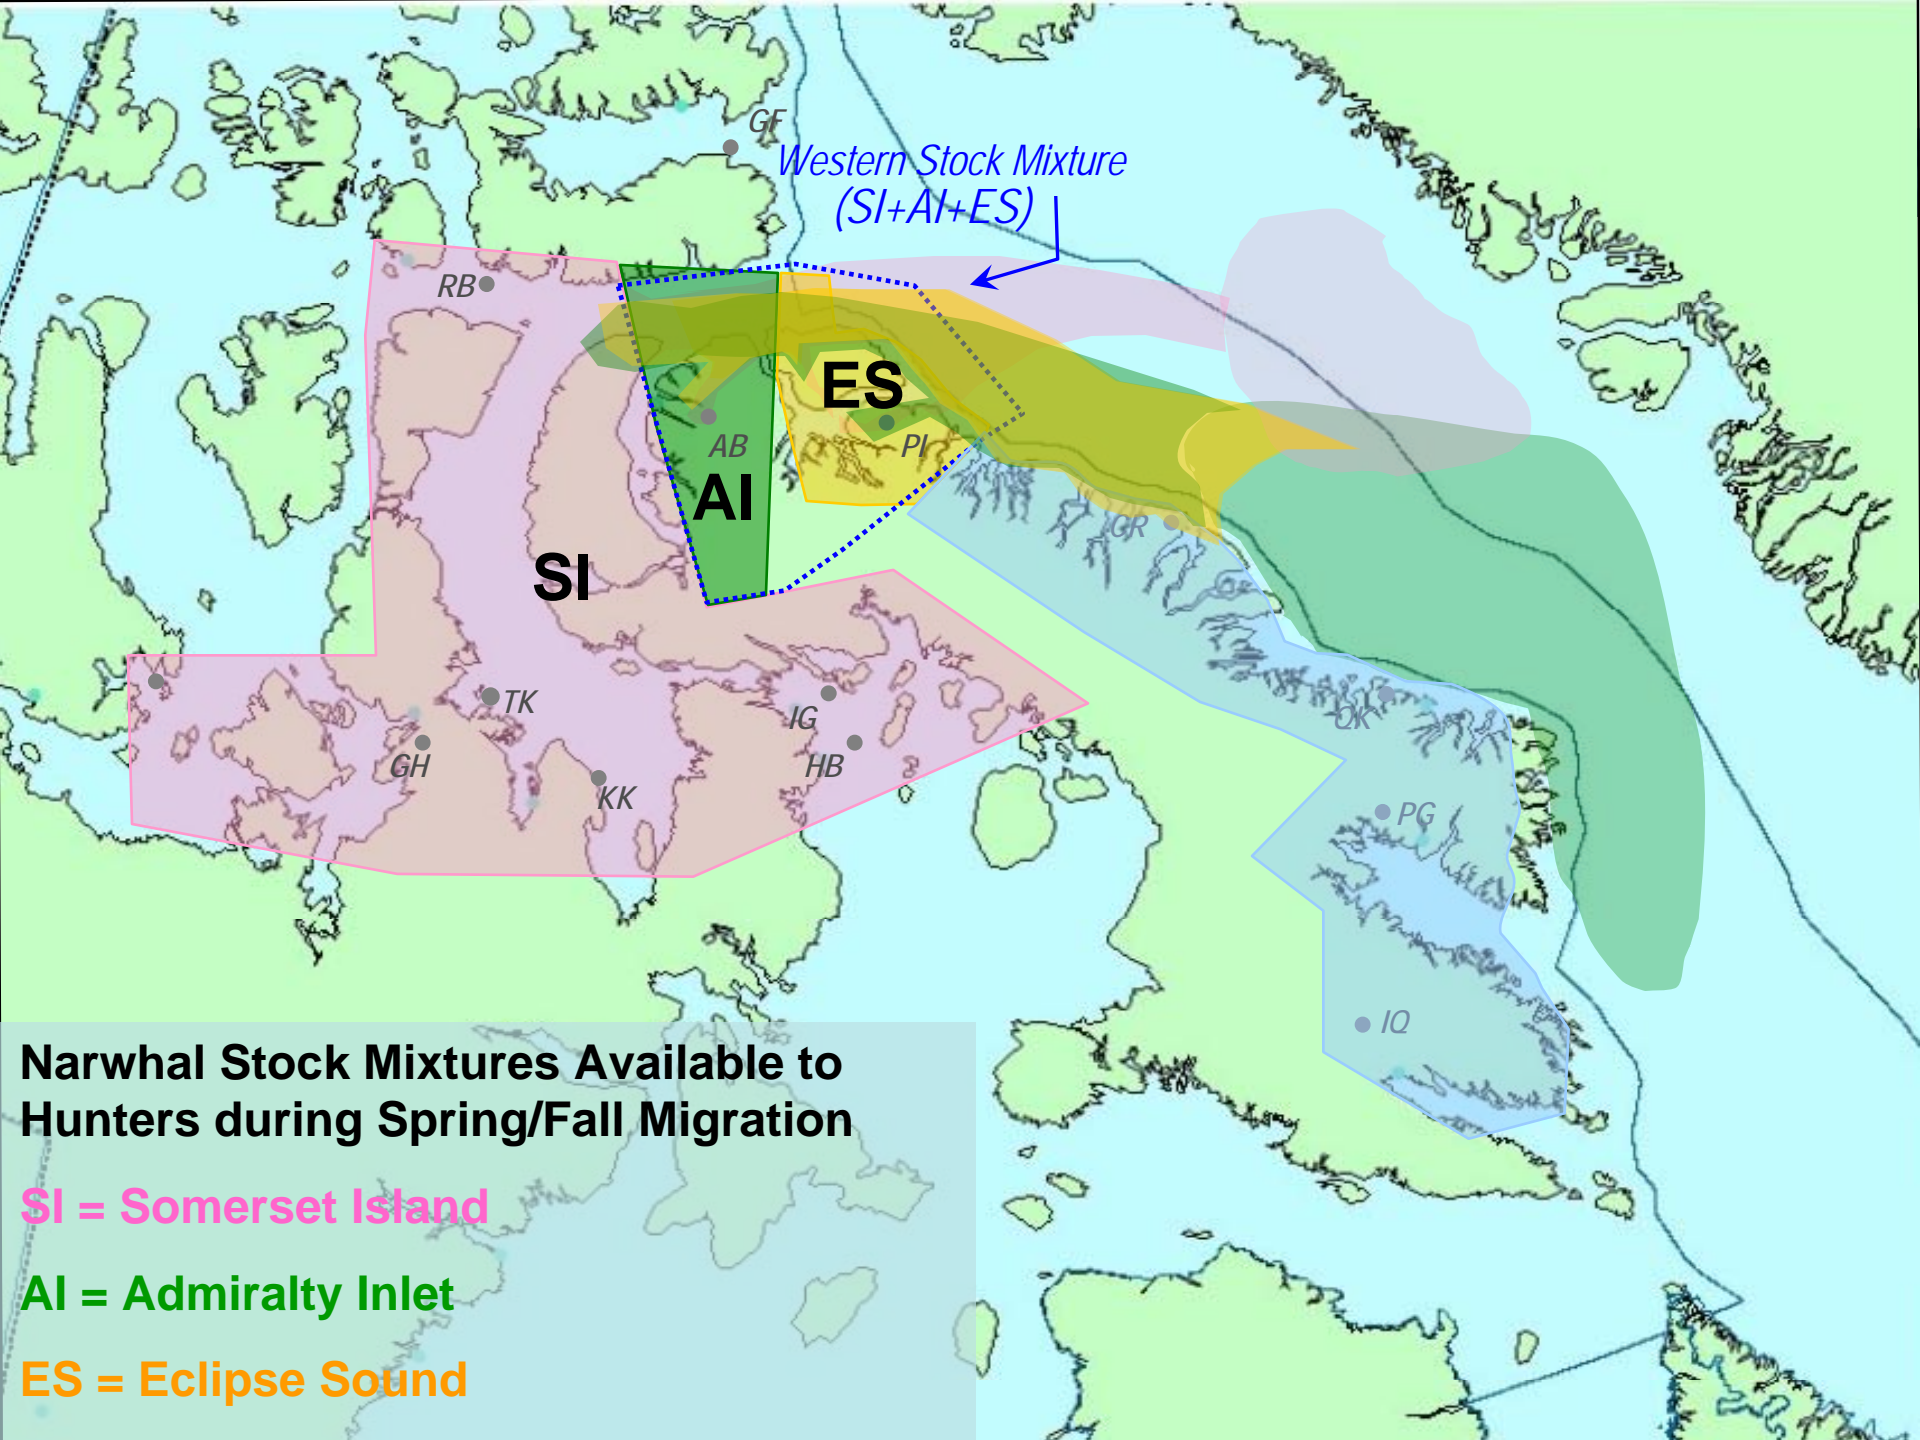 GF
Western Stock Mixture
(SI+AI+ES)
RB
ES
AB
PI
AI
CR
SI
TK
IG
QK
GH
HB
KK
PG
IQ
Narwhal Stock Mixtures Available to
Hunters during Spring/Fall Migration
SI = Somerset Island
AI = Admiralty Inlet
ES = Eclipse Sound